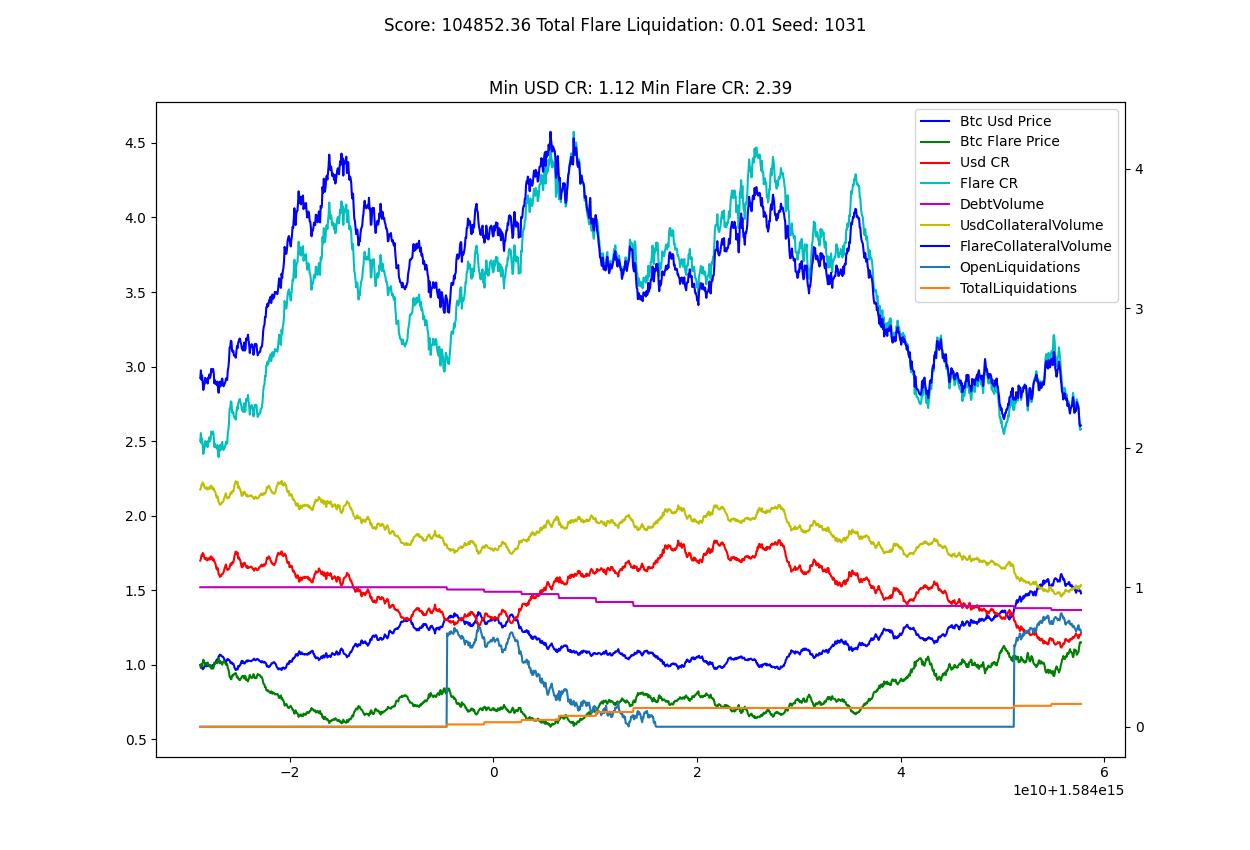 Score: 104852.36 Total Flare Liquidation: 0.01 Seed: 1031
Min USD CR: 1.12 Min Flare CR: 2.39
Btc Usd Price
Btc Flare Price
Usd CR
Flare CR
DebtVolume
UsdCollateralVolume
FlareCollateralVolume
OpenLiquidations
TotalLiquidations
4.5
4.0
3.5
3.0
2.5
2.0
1.5
1.0
0.5
4
3
2
1
0
−2 0 2 4 6
1e10+1.584e15